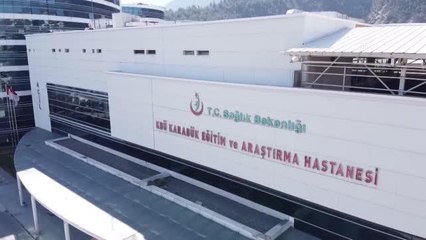 T.C. Sağlık Bakanlığı
KBÜ KARABÜK EĞİTİM ve ARAŞTIRMA HASTANESİ